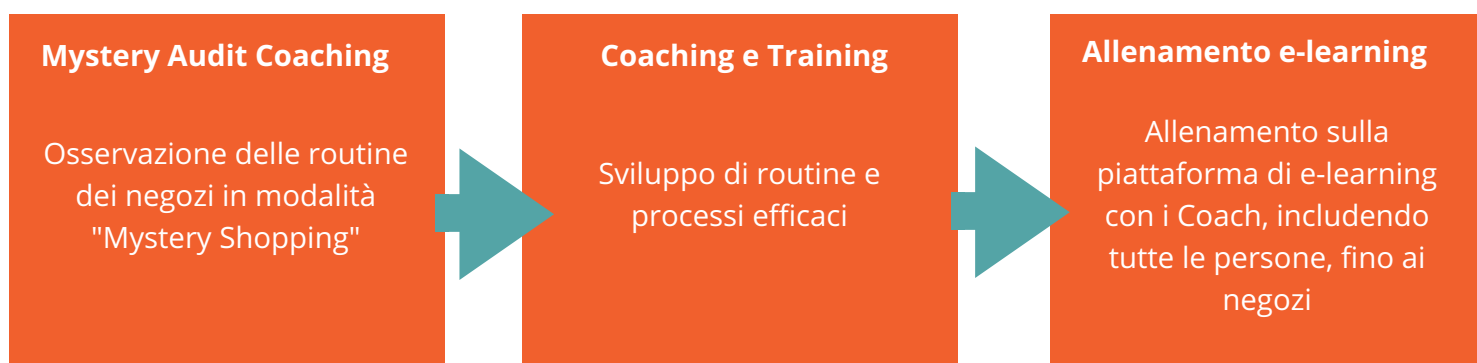 Mystery Audit Coaching
Osservazione delle routine
dei negozi in modalità
"Mystery Shopping"
Coaching e Training
Sviluppo di routine e
processi efficaci
Allenamento e-learning
Allenamento sulla
piattaforma di e-learning
con i Coach, includendo
tutte le persone, fino ai
negozi